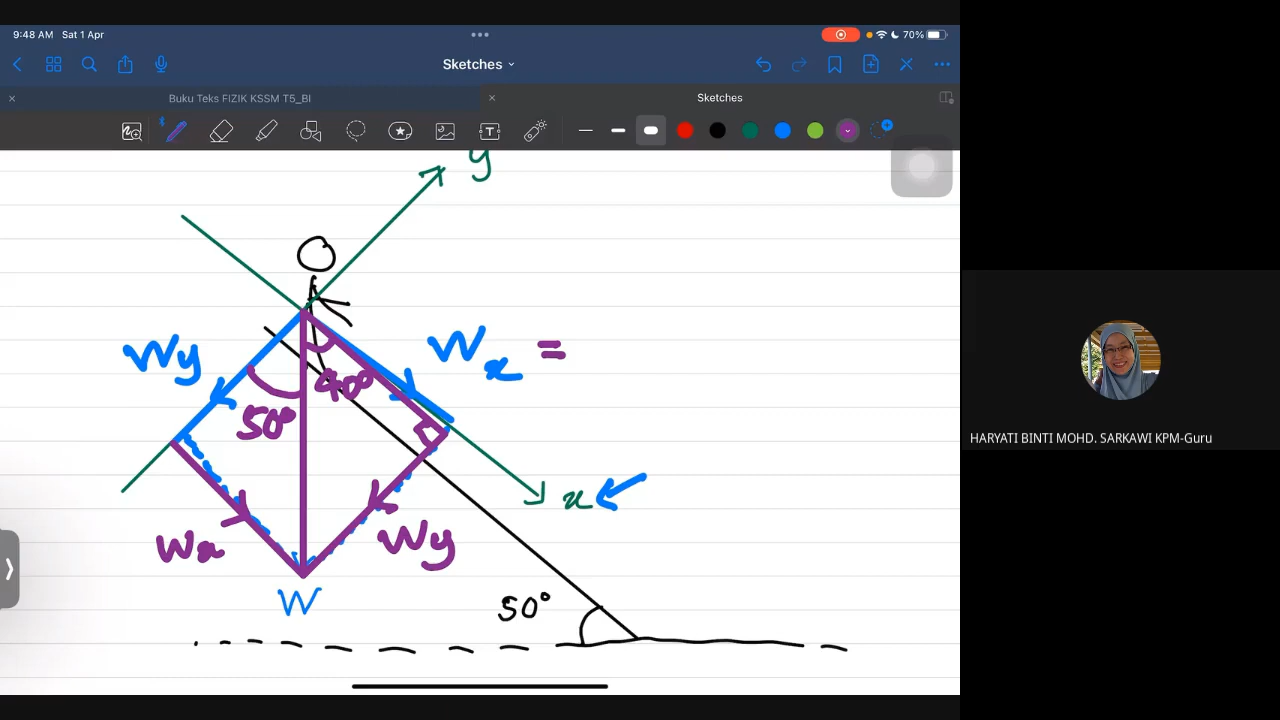 9:48 AM Sat 1 Apr
70%
Sketches
Buku Teks FIZIK KSSM T5_BI
Sketches
y
Wy
Wx =
40°
50°
x
Wx
Wy
W
50°
HARYATI BINTI MOHD. SARKAWI KPM-Guru